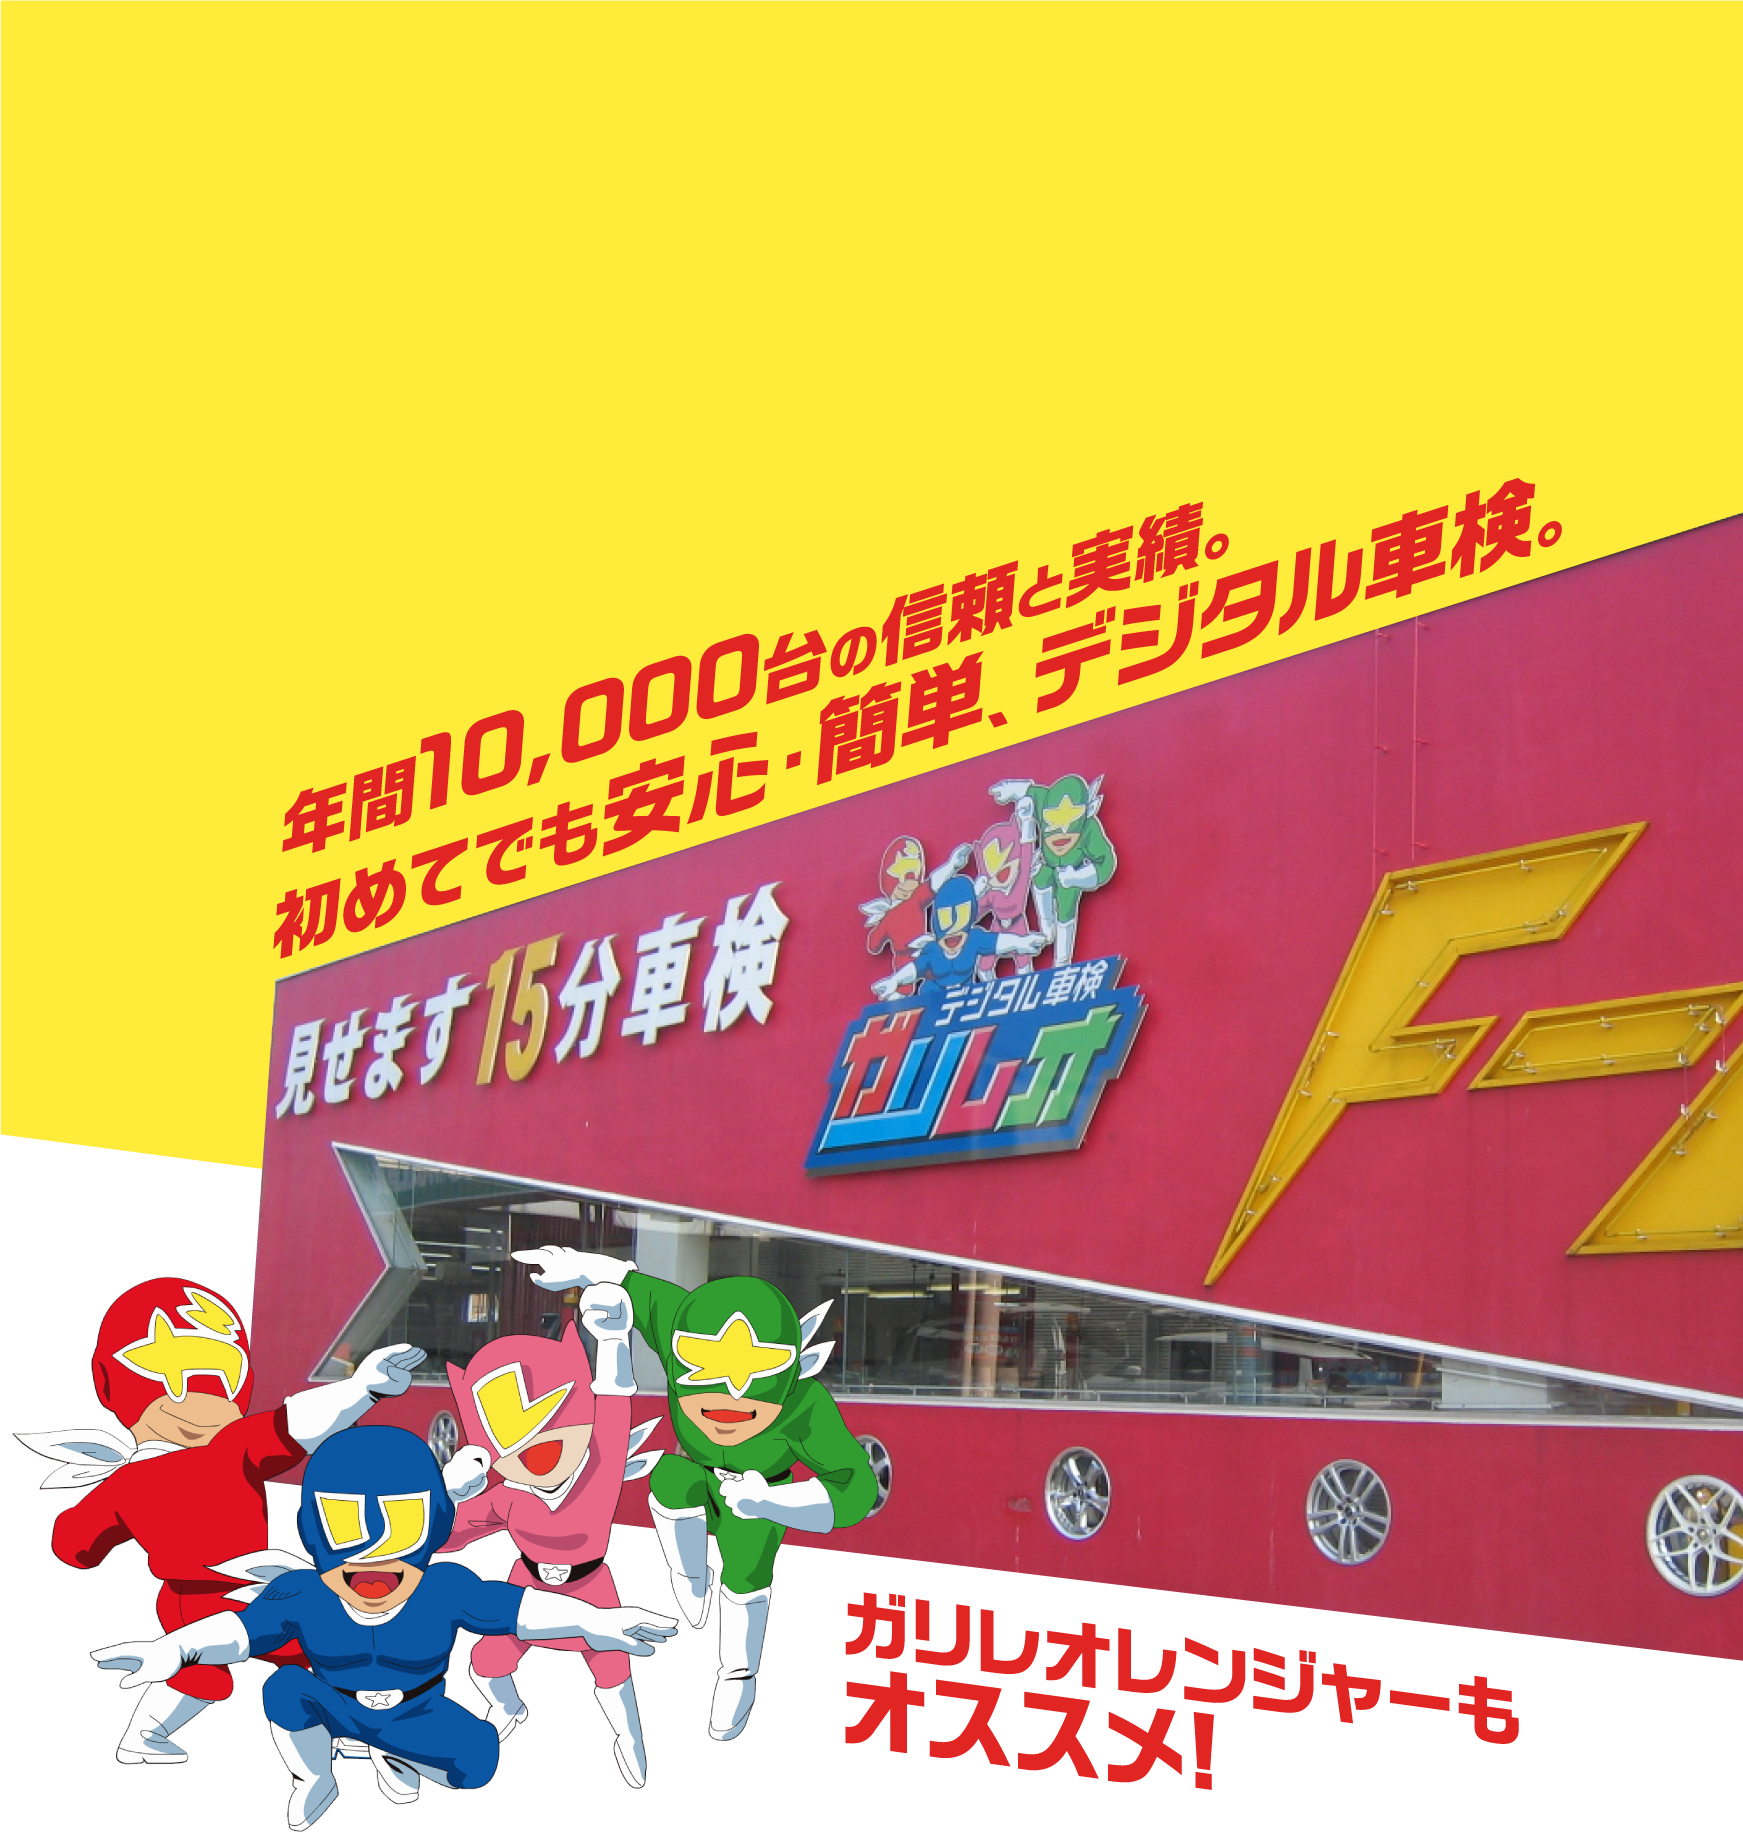 年間10,000台の信頼と実績。
初めてでも安心・簡単、デジタル車検。
見せます15分車検
デジタル車検
ガリレオ
ガリレオレンジャーも
オススメ!